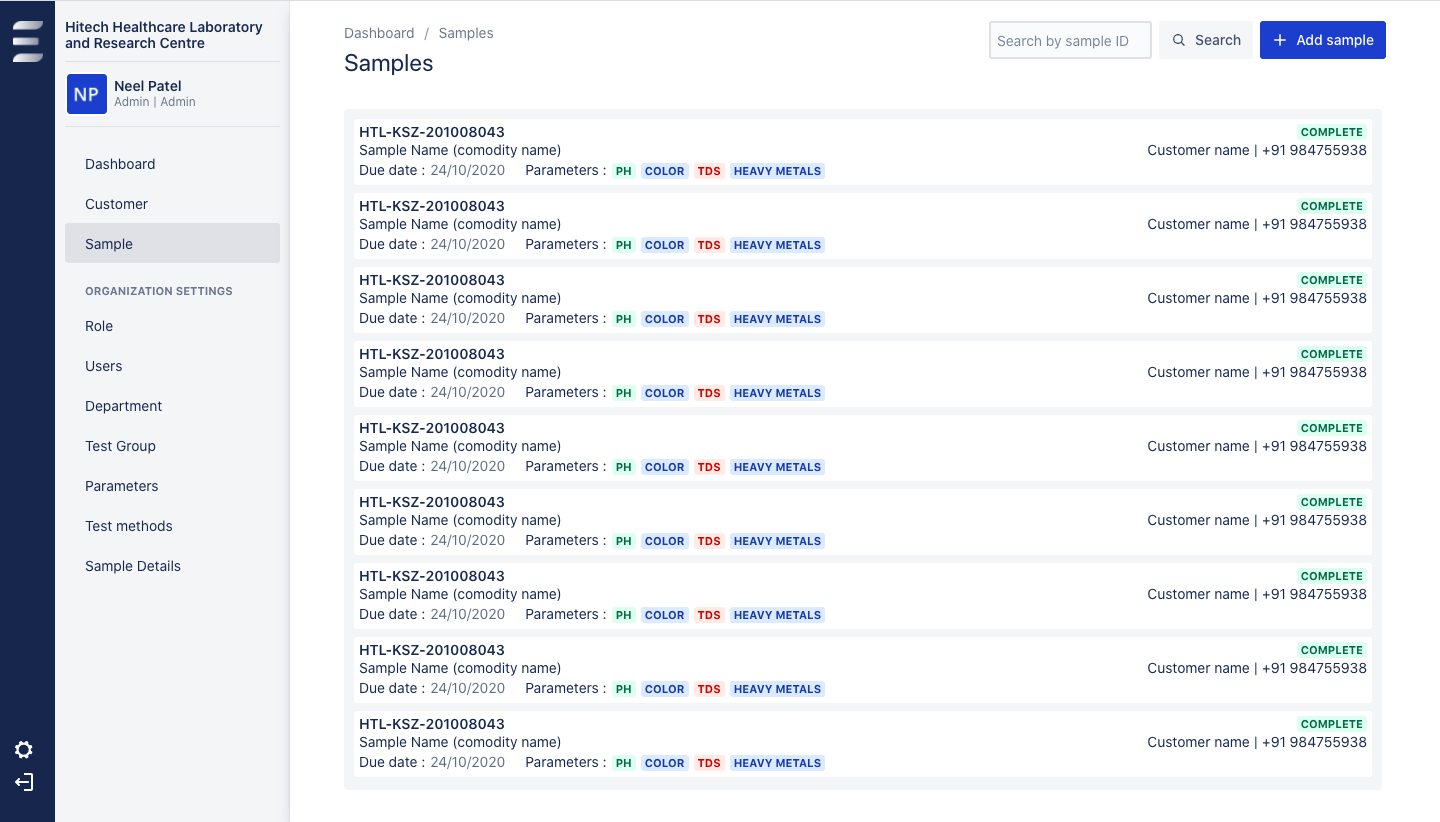 Hitech Healthcare Laboratory
and Research Centre
NP
Neel Patel
Admin | Admin
Dashboard
Customer
Sample
ORGANIZATION SETTINGS
Role
Users
Department
Test Group
Parameters
Test methods
Sample Details
Dashboard / Samples
Samples
Search by sample ID
Search
+ Add sample
HTL-KSZ-201008043 COMPLETE
Sample Name (comodity name) Customer name | +91 984755938
Due date : 24/10/2020 Parameters : PH COLOR TDS HEAVY METALS
HTL-KSZ-201008043 COMPLETE
Sample Name (comodity name) Customer name | +91 984755938
Due date : 24/10/2020 Parameters : PH COLOR TDS HEAVY METALS
HTL-KSZ-201008043 COMPLETE
Sample Name (comodity name) Customer name | +91 984755938
Due date : 24/10/2020 Parameters : PH COLOR TDS HEAVY METALS
HTL-KSZ-201008043 COMPLETE
Sample Name (comodity name) Customer name | +91 984755938
Due date : 24/10/2020 Parameters : PH COLOR TDS HEAVY METALS
HTL-KSZ-201008043 COMPLETE
Sample Name (comodity name) Customer name | +91 984755938
Due date : 24/10/2020 Parameters : PH COLOR TDS HEAVY METALS
HTL-KSZ-201008043 COMPLETE
Sample Name (comodity name) Customer name | +91 984755938
Due date : 24/10/2020 Parameters : PH COLOR TDS HEAVY METALS
HTL-KSZ-201008043 COMPLETE
Sample Name (comodity name) Customer name | +91 984755938
Due date : 24/10/2020 Parameters : PH COLOR TDS HEAVY METALS
HTL-KSZ-201008043 COMPLETE
Sample Name (comodity name) Customer name | +91 984755938
Due date : 24/10/2020 Parameters : PH COLOR TDS HEAVY METALS
HTL-KSZ-201008043 COMPLETE
Sample Name (comodity name) Customer name | +91 984755938
Due date : 24/10/2020 Parameters : PH COLOR TDS HEAVY METALS